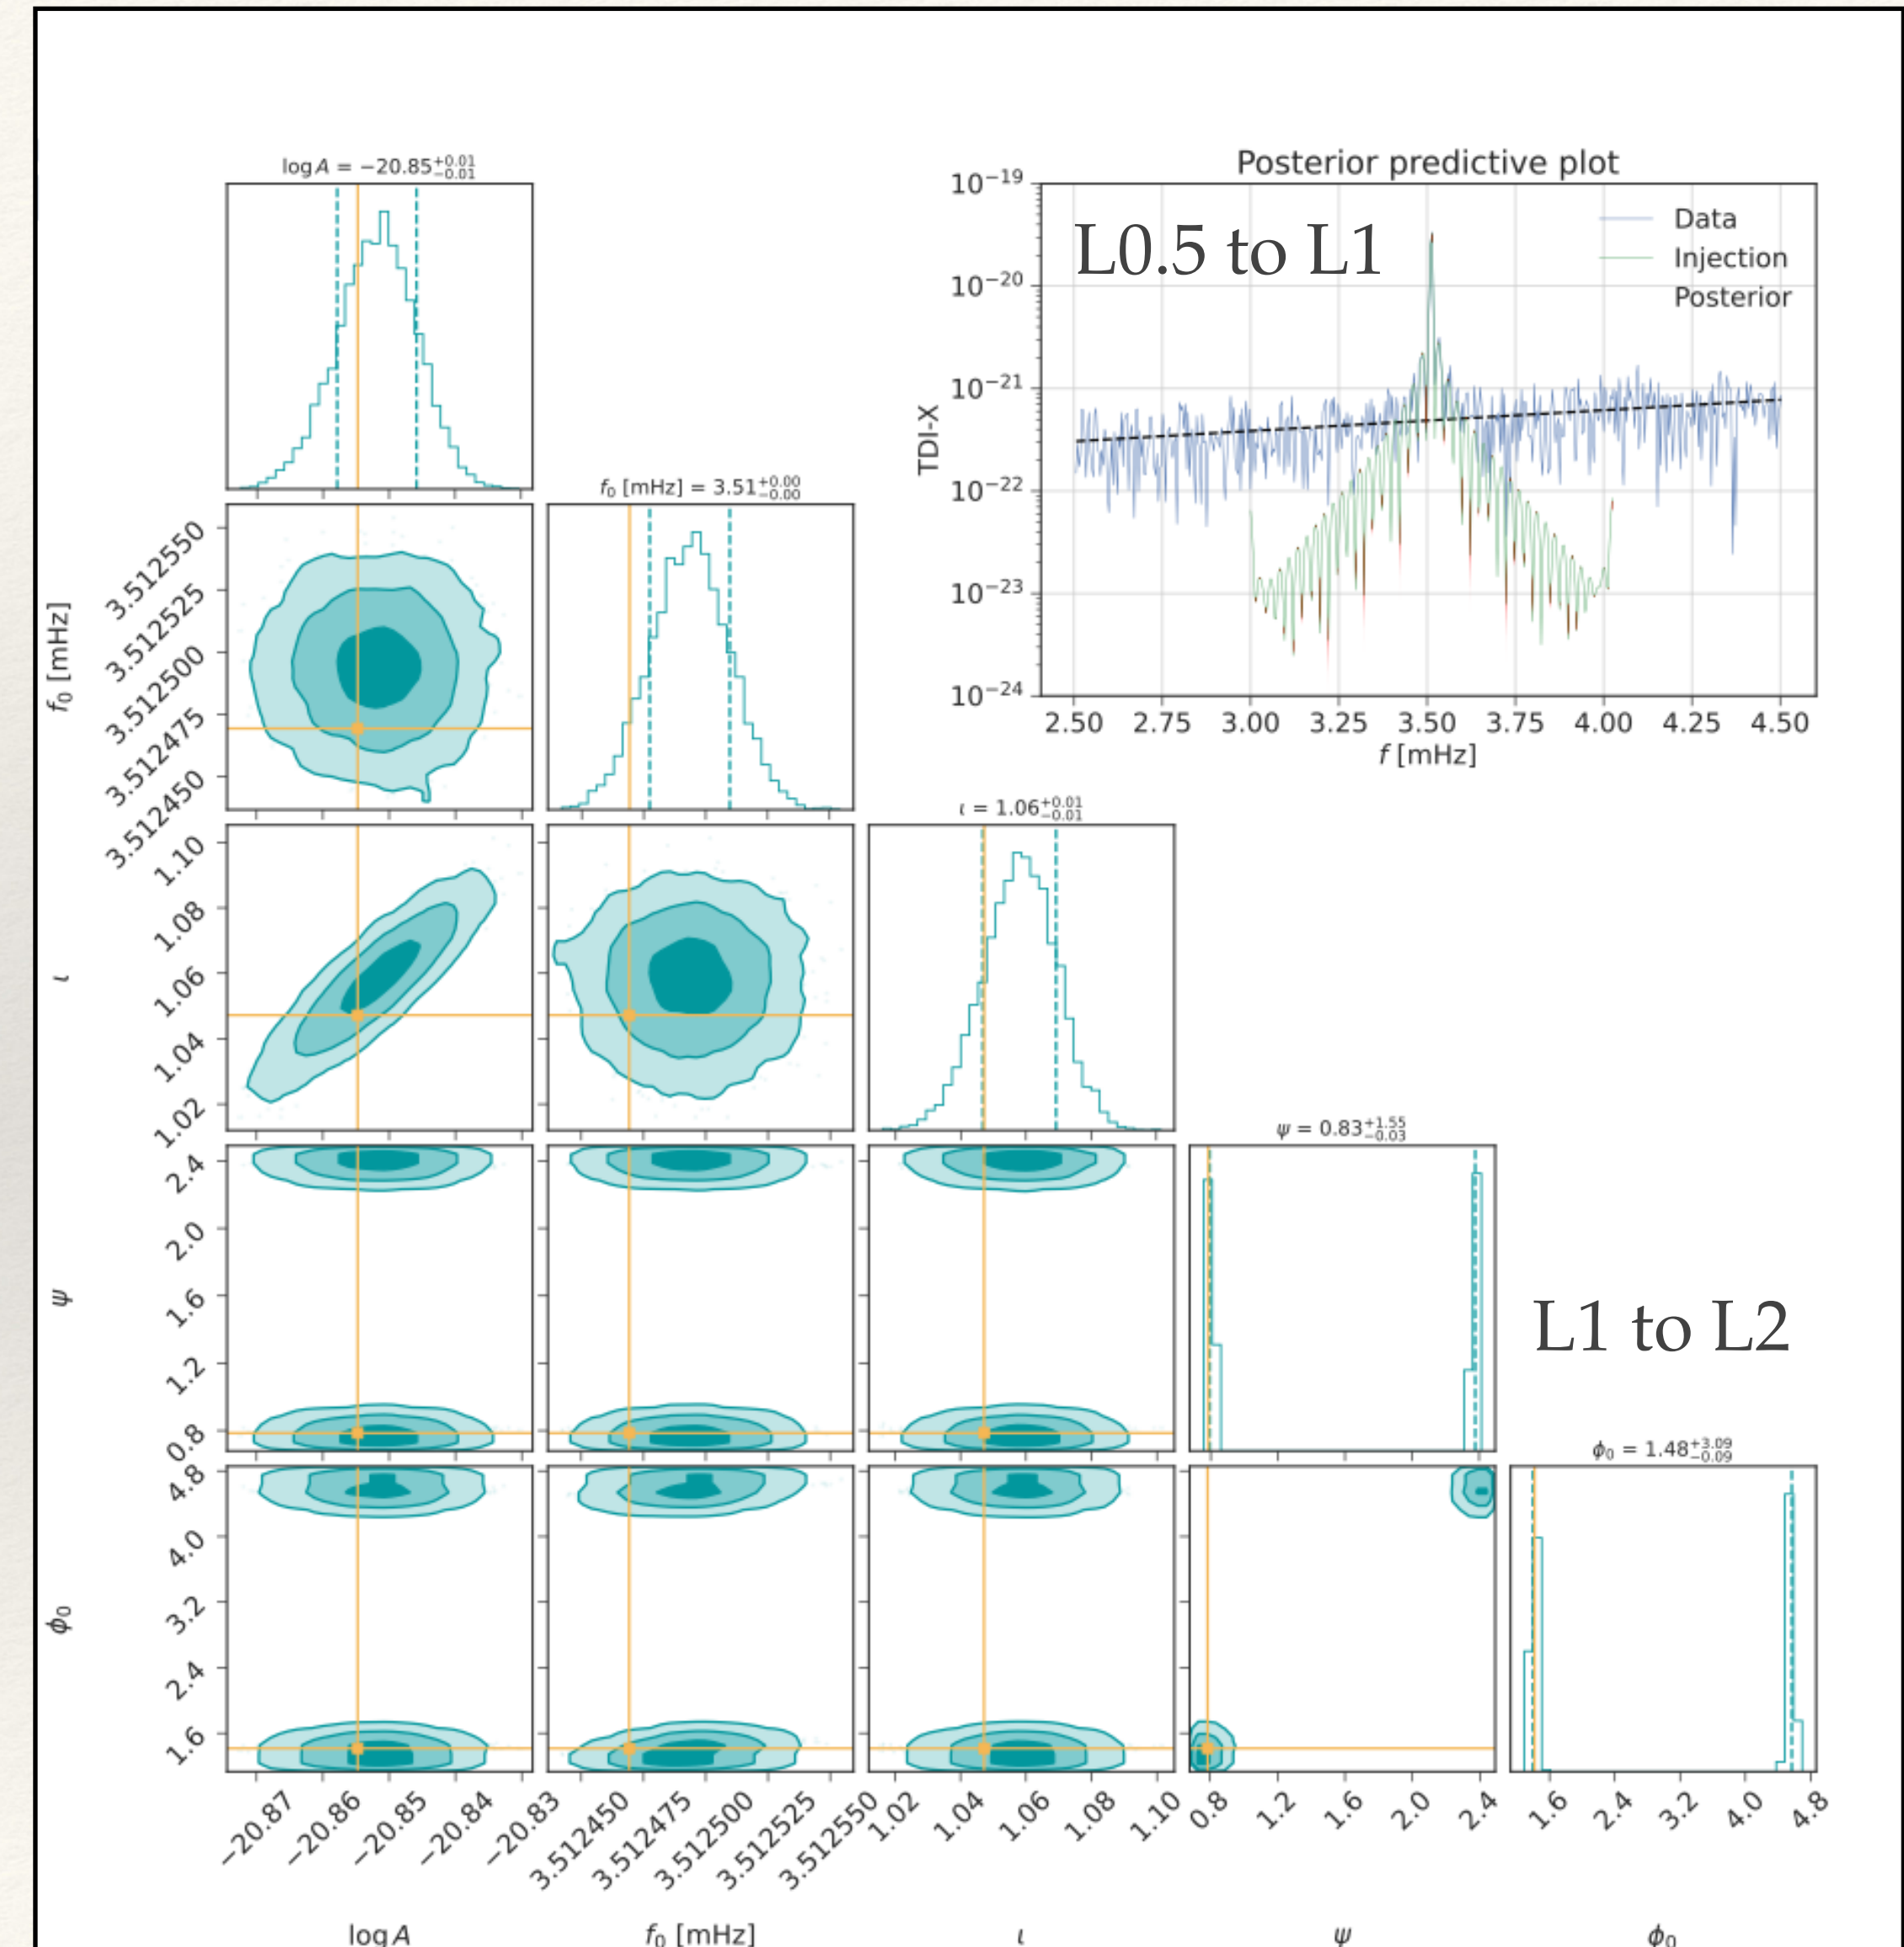 log A = −20.85 +0.01 −0.01
Posterior predictive plot
10−19
L0.5 to L1
Data
Injection
Posterior
10−20
10−21
TDI-X
10−22
10−23
10−24
2.50 2.75 3.00 3.25 3.50 3.75 4.00 4.25 4.50
f [mHz]
f0 [mHz] = 3.51 +0.00 −0.00
f0 [mHz]
3.512550
3.512525
3.512500
3.512475
3.512450
ι = 1.06 +0.01 −0.01
ι
1.10
1.08
1.06
1.04
1.02
ψ = 0.83 +1.55 −0.03
ψ
2.4
2.0
1.6
1.2
0.8
L1 to L2
ϕ0 = 1.48 +3.09 −0.09
ϕ0
4.8
4.0
3.2
2.4
1.6
−20.87 −20.86 −20.85 −20.84 −20.83
3.512450 3.512475 3.512500 3.512525 3.512550
1.02 1.04 1.06 1.08 1.10
0.8 1.2 1.6 2.0 2.4
1.6 2.4 3.2 4.0 4.8
log A f0 [mHz] ι ψ ϕ0